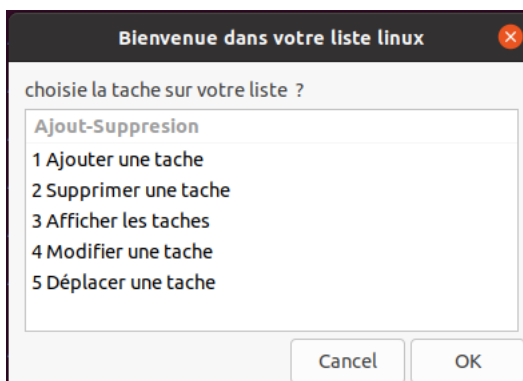 Bienvenue dans votre liste linux
choisie la tache sur votre liste ?
Ajout-Suppresion
1 Ajouter une tache
2 Supprimer une tache
3 Afficher les taches
4 Modifier une tache
5 Déplacer une tache
Cancel OK